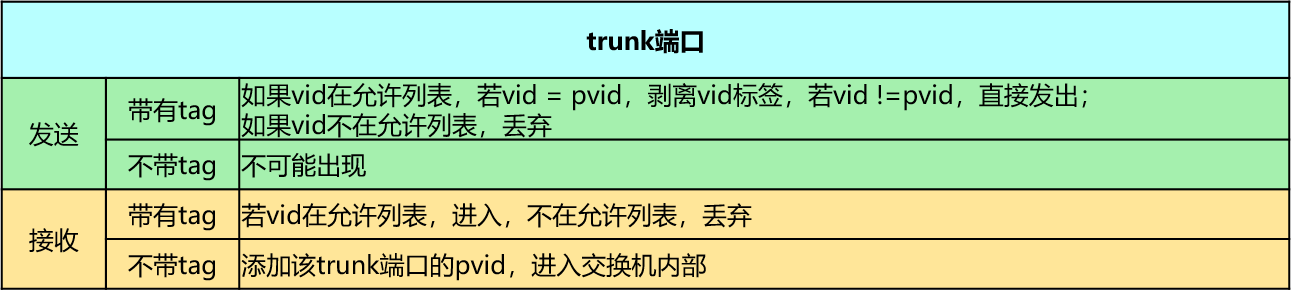 trunk端口
发送
带有tag
如果vid在允许列表，若vid = pvid，剥离vid标签，若vid !=pvid，直接发出；
如果vid不在允许列表，丢弃
不带tag
不可能出现
接收
带有tag
若vid在允许列表，进入，不在允许列表，丢弃
不带tag
添加该trunk端口的pvid，进入交换机内部